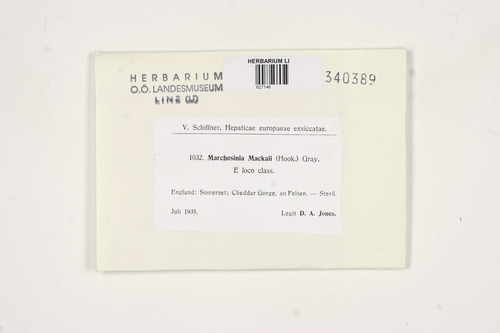 HERBARIUM LI
627146
HERBARIUM
O.Ö. LANDESMUSEUM
LINZ (LI)
340389
V. Schiffner, Hepaticae europaeae exsiccatae.
1032. Marchesinia Mackaii (Hook.) Gray.
E loco class.
England: Somerset; Cheddar Gorge, an Felsen. — Steril.
Juli 1935.
Legit D. A. Jones.